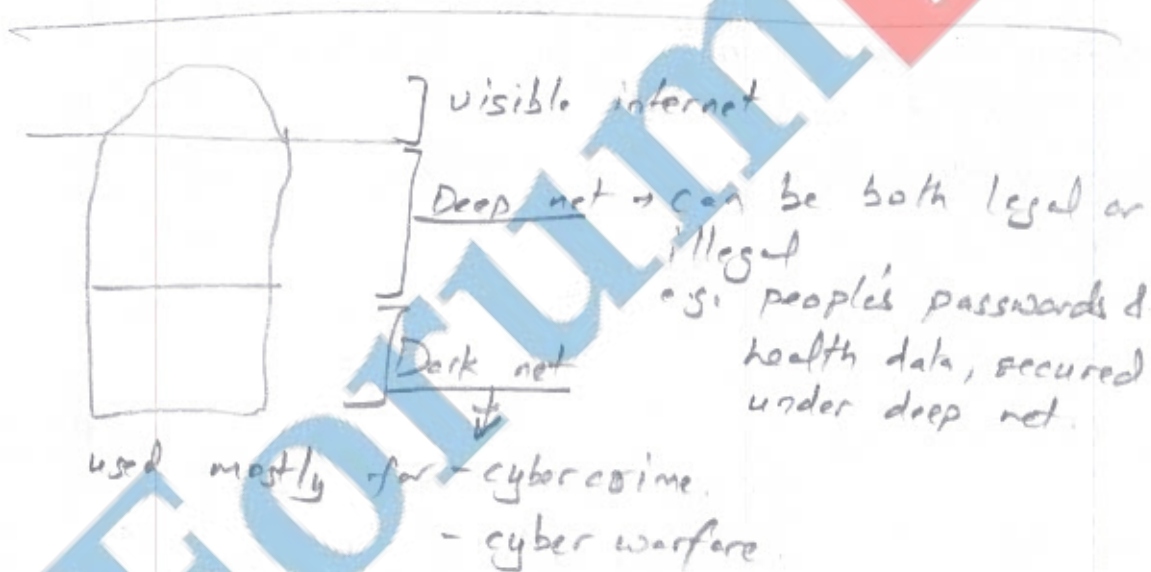 visible internet
Deep net → can be both legal or
illegal
e.g. people's passwords &
health data, secured
under deep net.
Dark net
used mostly for - cybercrime.
- cyber warfare.
Forum